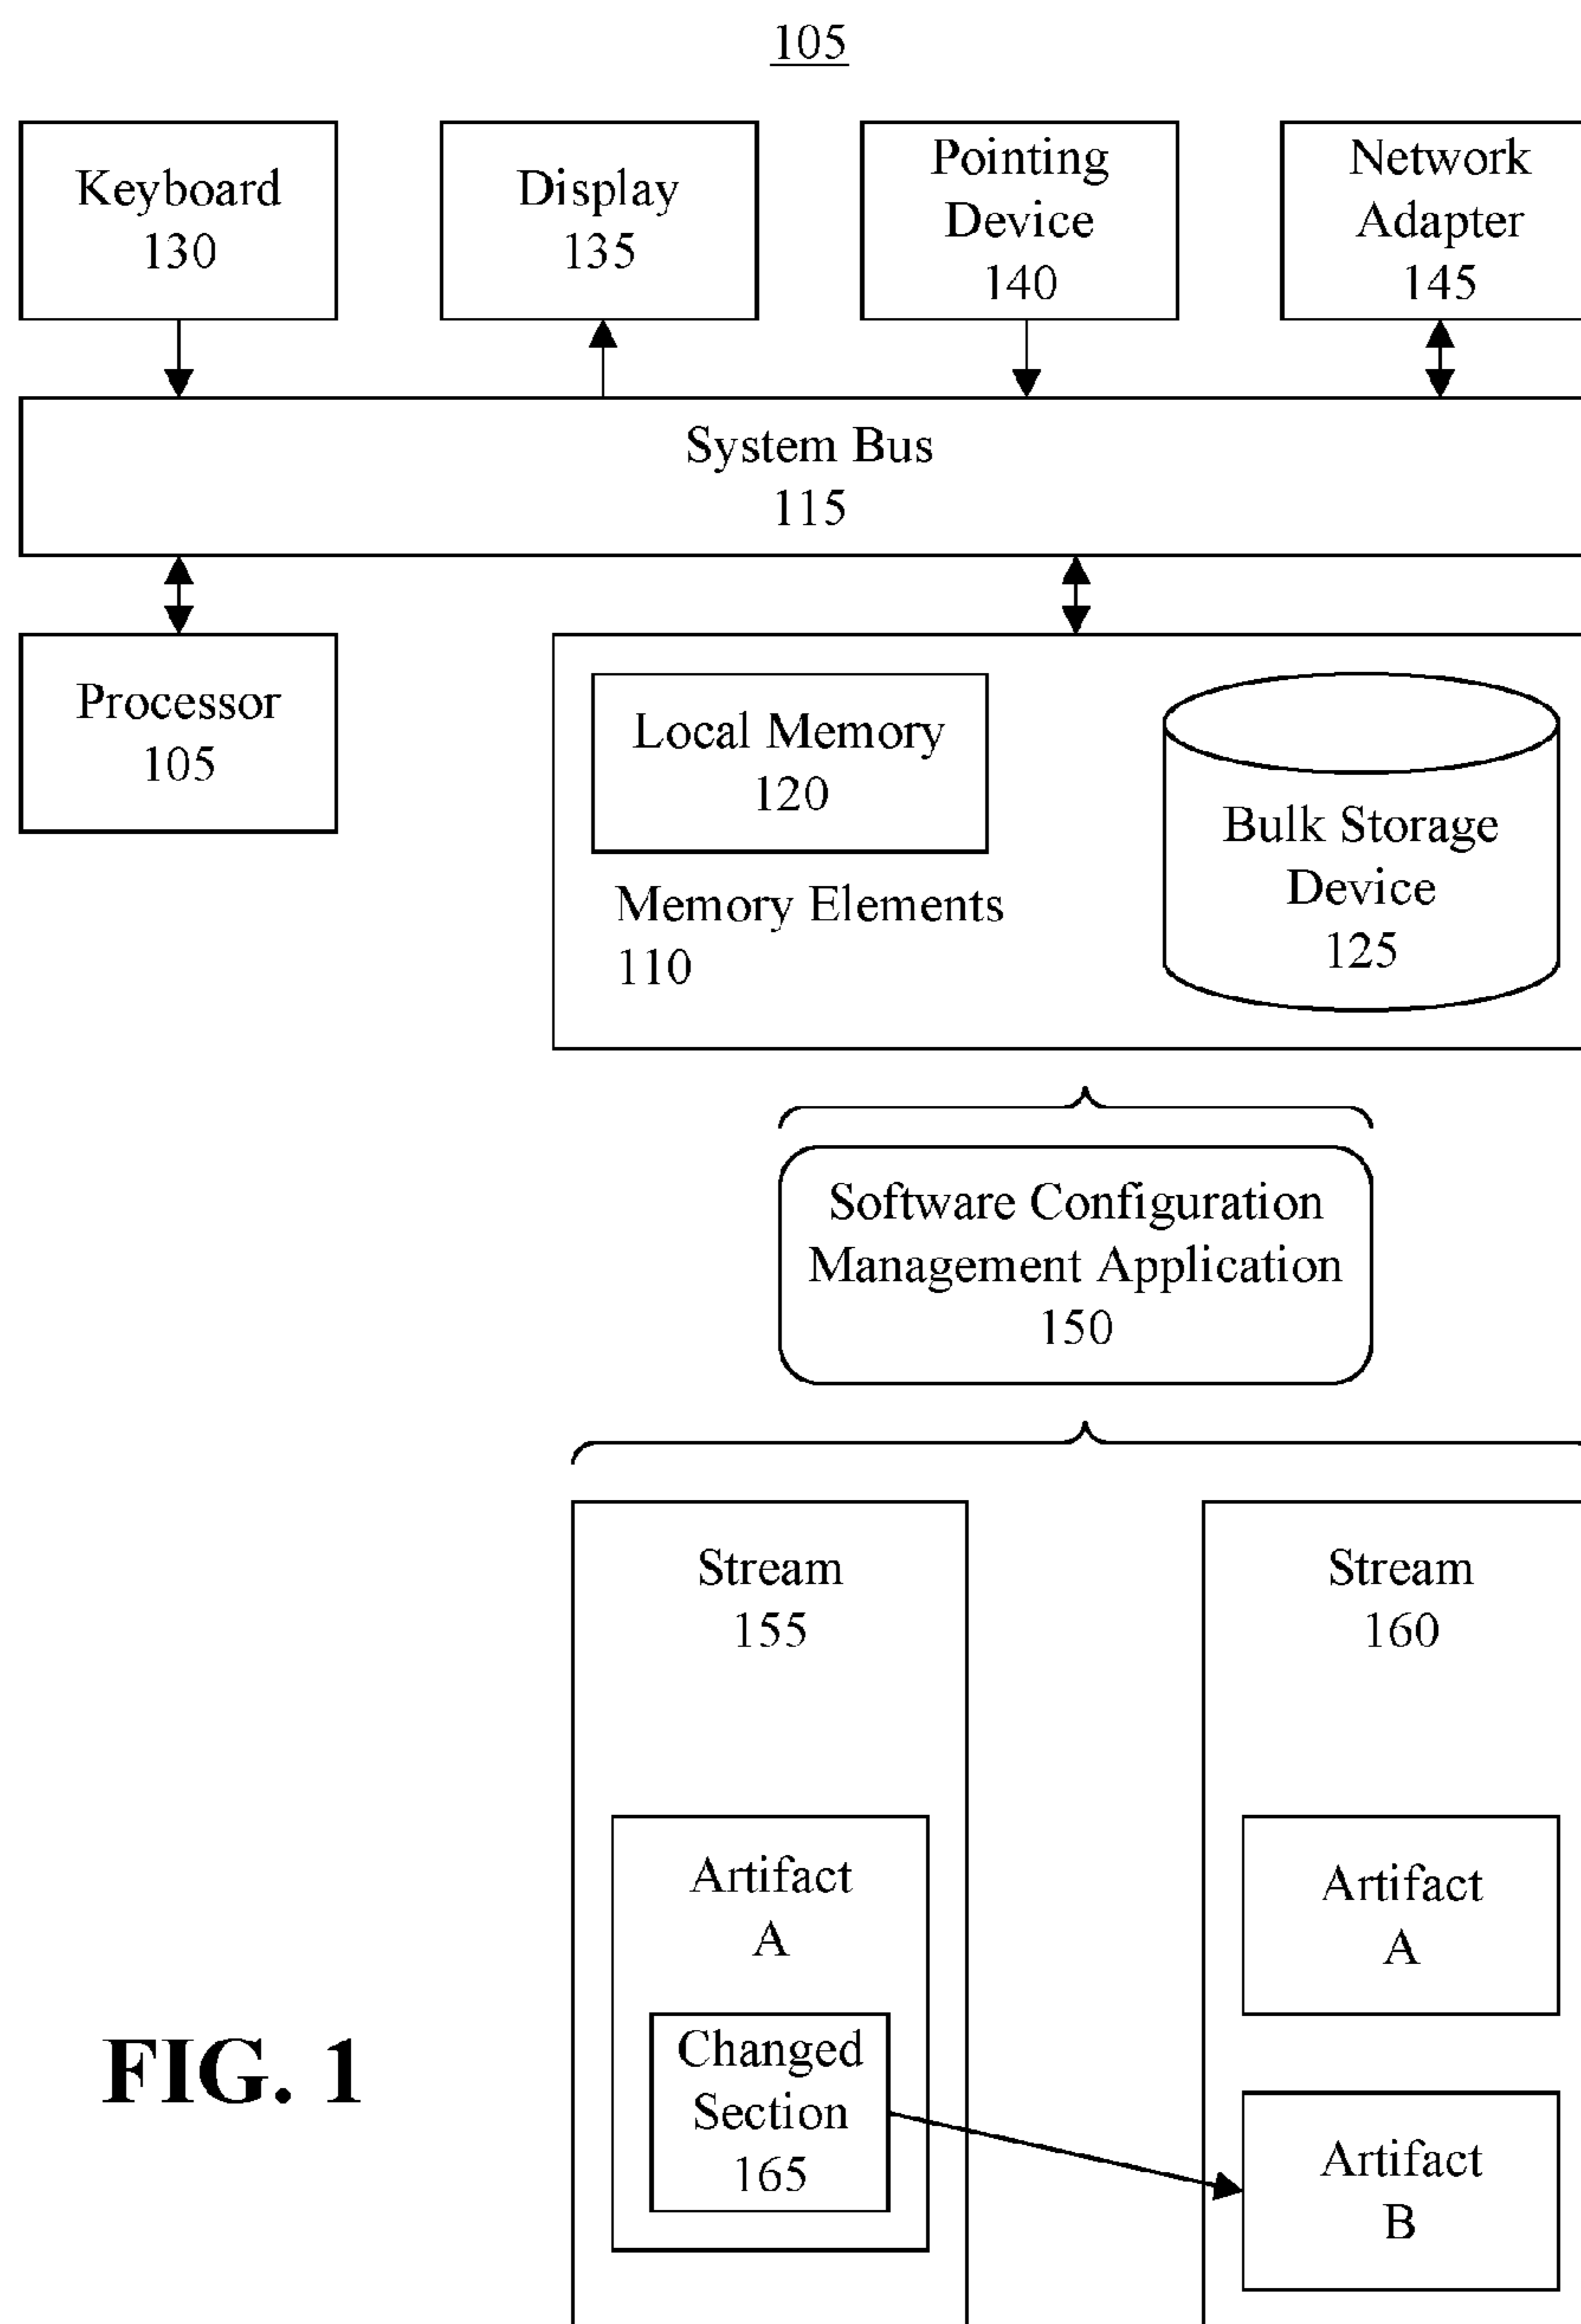 105
Keyboard
130
Display
135
Pointing
Device
140
Network
Adapter
145
System Bus
115
Processor
105
Local Memory
120
Memory Elements
110
Bulk Storage
Device
125
Software Configuration
Management Application
150
Stream
155
Stream
160
Artifact
A
Changed
Section
165
Artifact
A
Artifact
B
FIG. 1